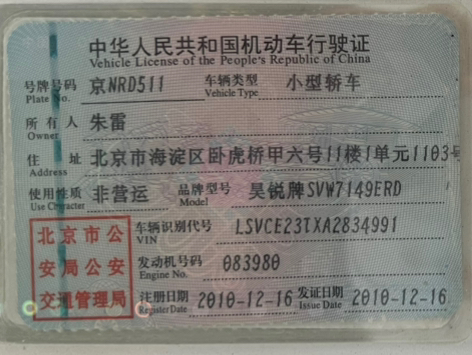 中华人民共和国机动车行驶证
Vehicle License of the People's Republic of China
号牌号码 京NRD511 车辆类型 小型轿车
Plate No. Vehicle Type
所有人 朱雷
Owner
住址 北京市海淀区卧虎桥甲六号11楼1单元1103号
Address
使用性质 非营运 品牌型号 昊锐牌SVW7149ERD
Use Character Model
北京市公安局公安交通管理局
车辆识别代号 LSVCE23TXA2834991
VIN
发动机号码 083980
Engine No.
注册日期 2010-12-16 发证日期 2010-12-16
Register Date Issue Date